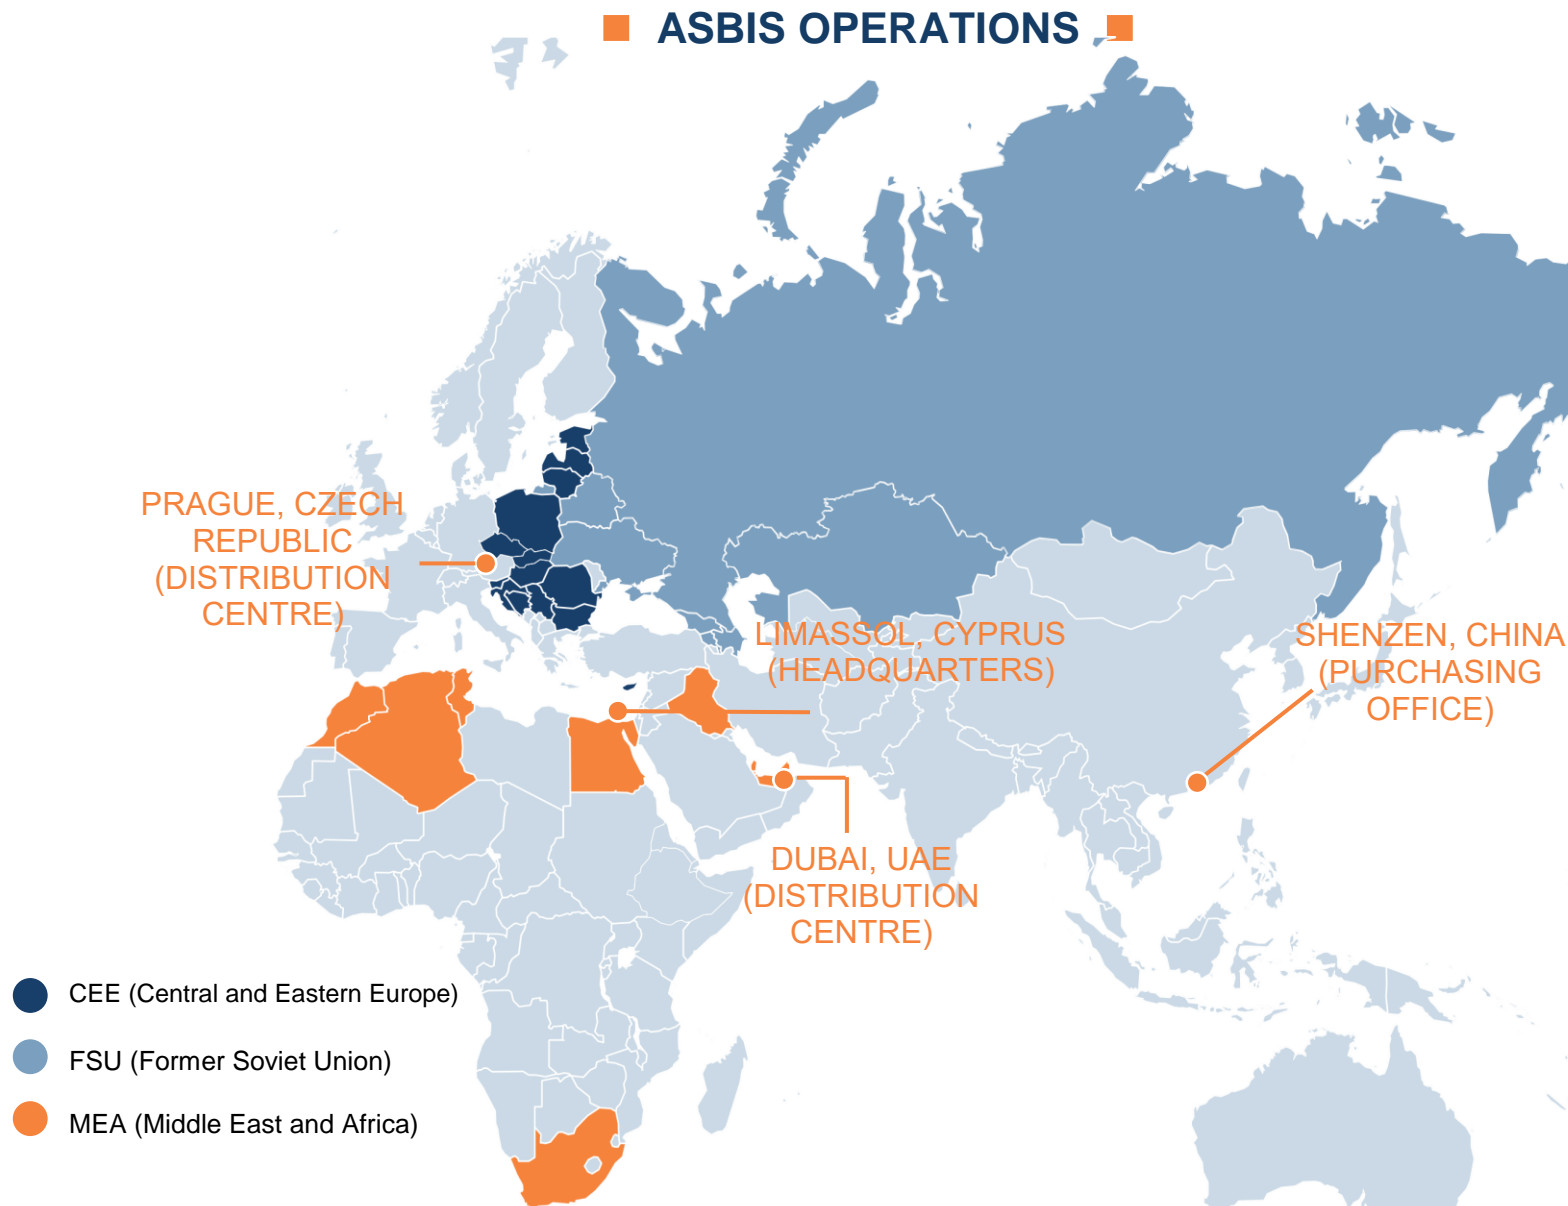 ASBIS OPERATIONS
PRAGUE, CZECH
REPUBLIC
(DISTRIBUTION
CENTRE)
LIMASSOL, CYPRUS
(HEADQUARTERS)
SHENZEN, CHINA
(PURCHASING
OFFICE)
DUBAI, UAE
(DISTRIBUTION
CENTRE)
CEE (Central and Eastern Europe)
FSU (Former Soviet Union)
MEA (Middle East and Africa)